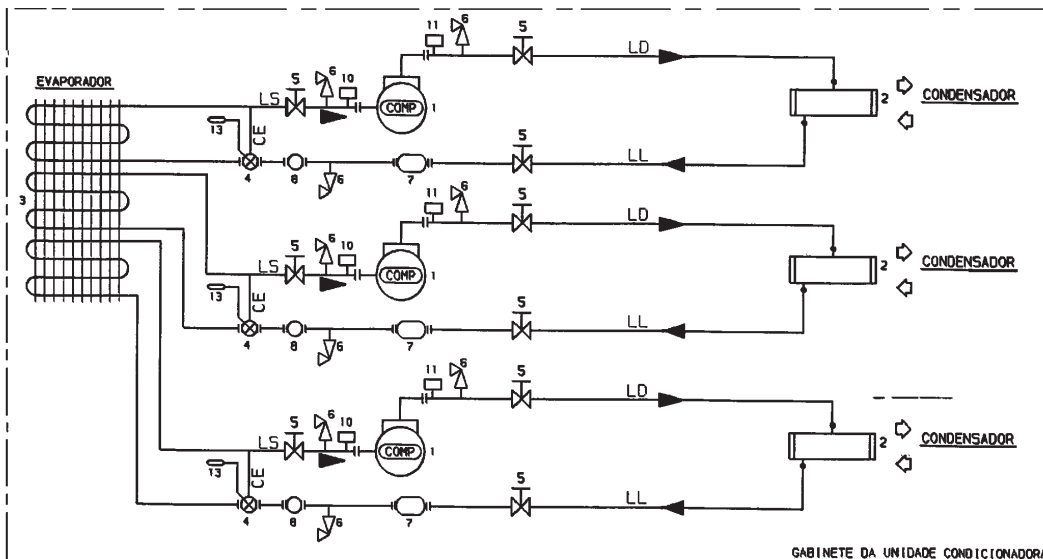 11 6 5 LD
EVAPORADOR
LS 5 6 10 COMP 1
2 CONDENSADOR
13 CE
4 8 6 7 5 LL
3
11 6 5 LD
LS 5 6 10 COMP 1
2 CONDENSADOR
13 CE
4 8 6 7 5 LL
11 6 5 LD
LS 5 6 10 COMP 1
2 CONDENSADOR
13 CE
4 8 6 7 5 LL
GABINETE DA UNIDADE CONDICIONADORA